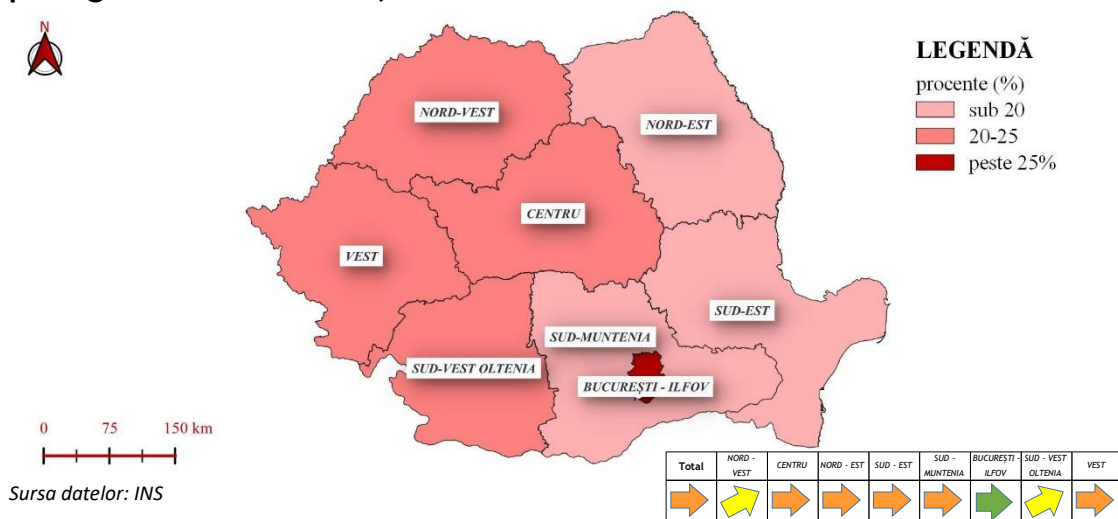 N
LEGENDĂ
procente (%)
sub 20
20-25
peste 25%
NORD-VEST
NORD-EST
CENTRU
VEST
SUD-EST
SUD-MUNTENIA
SUD-VEST OLTENIA
BUCUREȘTI - ILFOV
0 75 150 km
Sursa datelor: INS
Total
NORD -
VEST
CENTRU
NORD - EST
SUD - EST
SUD -
MUNTENIA
BUCUREȘTI -
ILFOV
SUD - VEST
OLTENIA
VEST